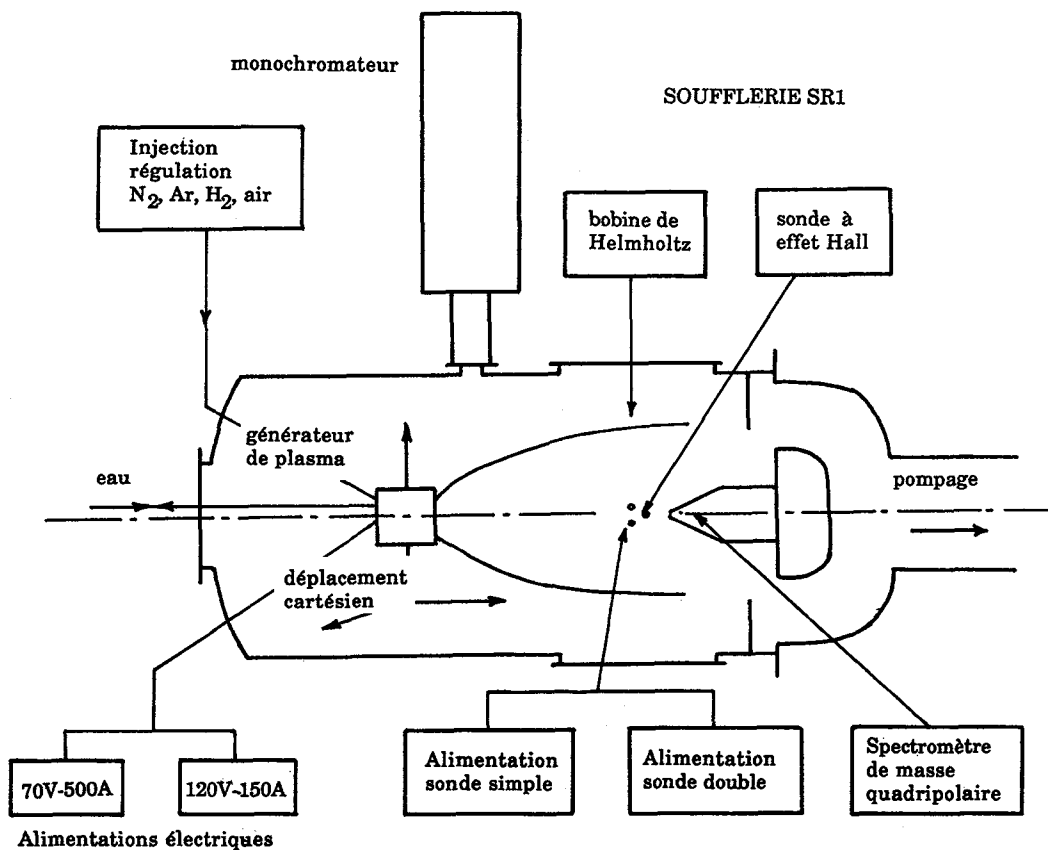 monochromateur
SOUFFLERIE SR1
Injection
régulation
N2, Ar, H2, air
bobine de
Helmholtz
sonde à
effet Hall
générateur
de plasma
eau
pompage
déplacement
cartésien
70V-500A
120V-150A
Alimentations électriques
Alimentation
sonde simple
Alimentation
sonde double
Spectromètre
de masse
quadripolaire